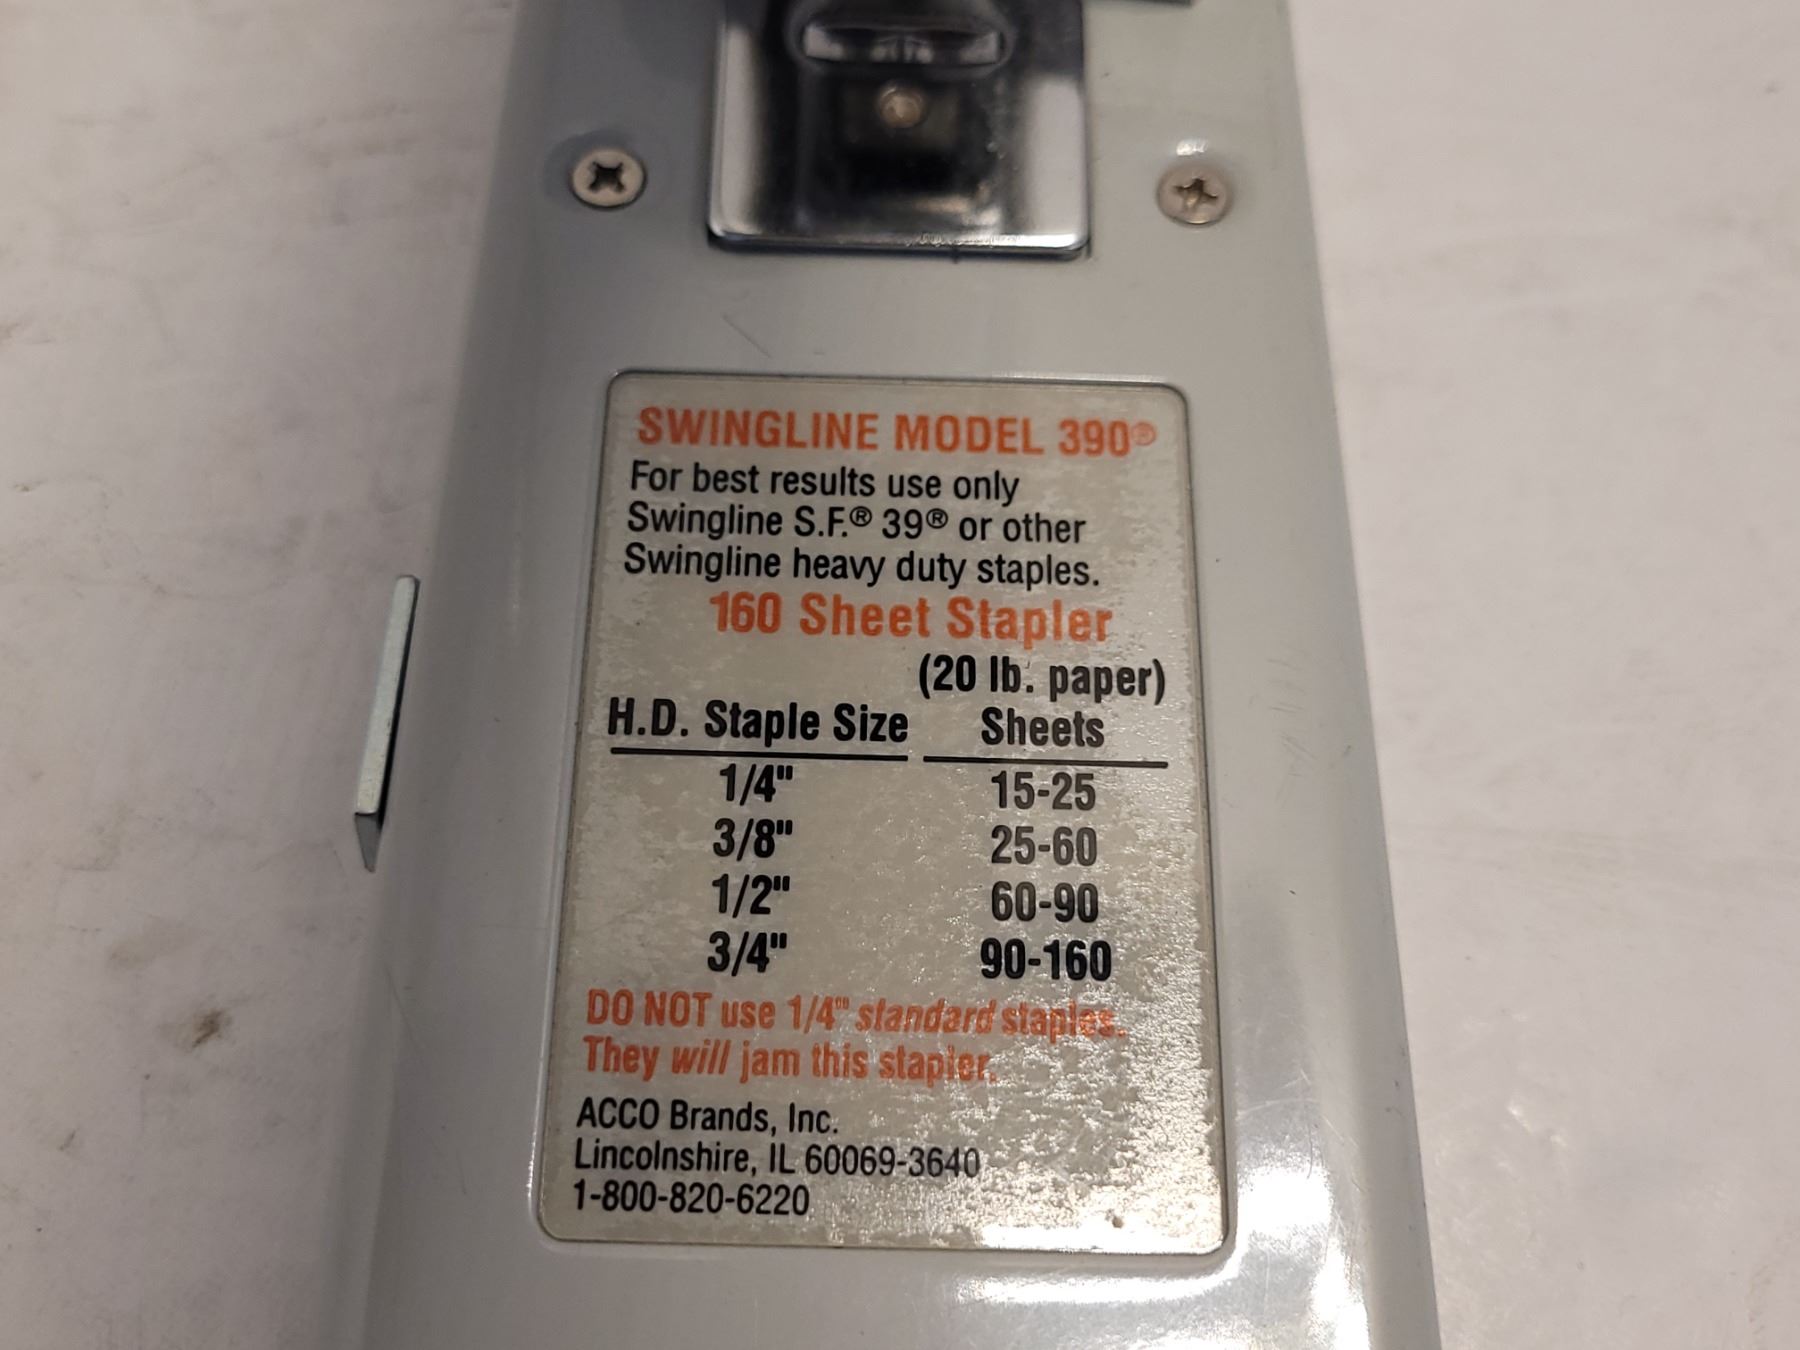 SWINGLINE MODEL 390®
For best results use only
Swingline S.F.® 39® or other
Swingline heavy duty staples.
160 Sheet Stapler
(20 lb. paper)
H.D. Staple Size Sheets
1/4" 15-25
3/8" 25-60
1/2" 60-90
3/4" 90-160
DO NOT use 1/4" standard staples.
They will jam this stapler.
ACCO Brands, Inc.
Lincolnshire, IL 60069-3640
1-800-820-6220